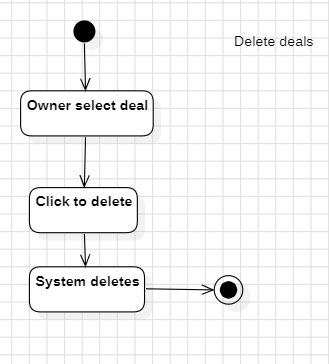 Delete deals
Owner select deal
Click to delete
System deletes